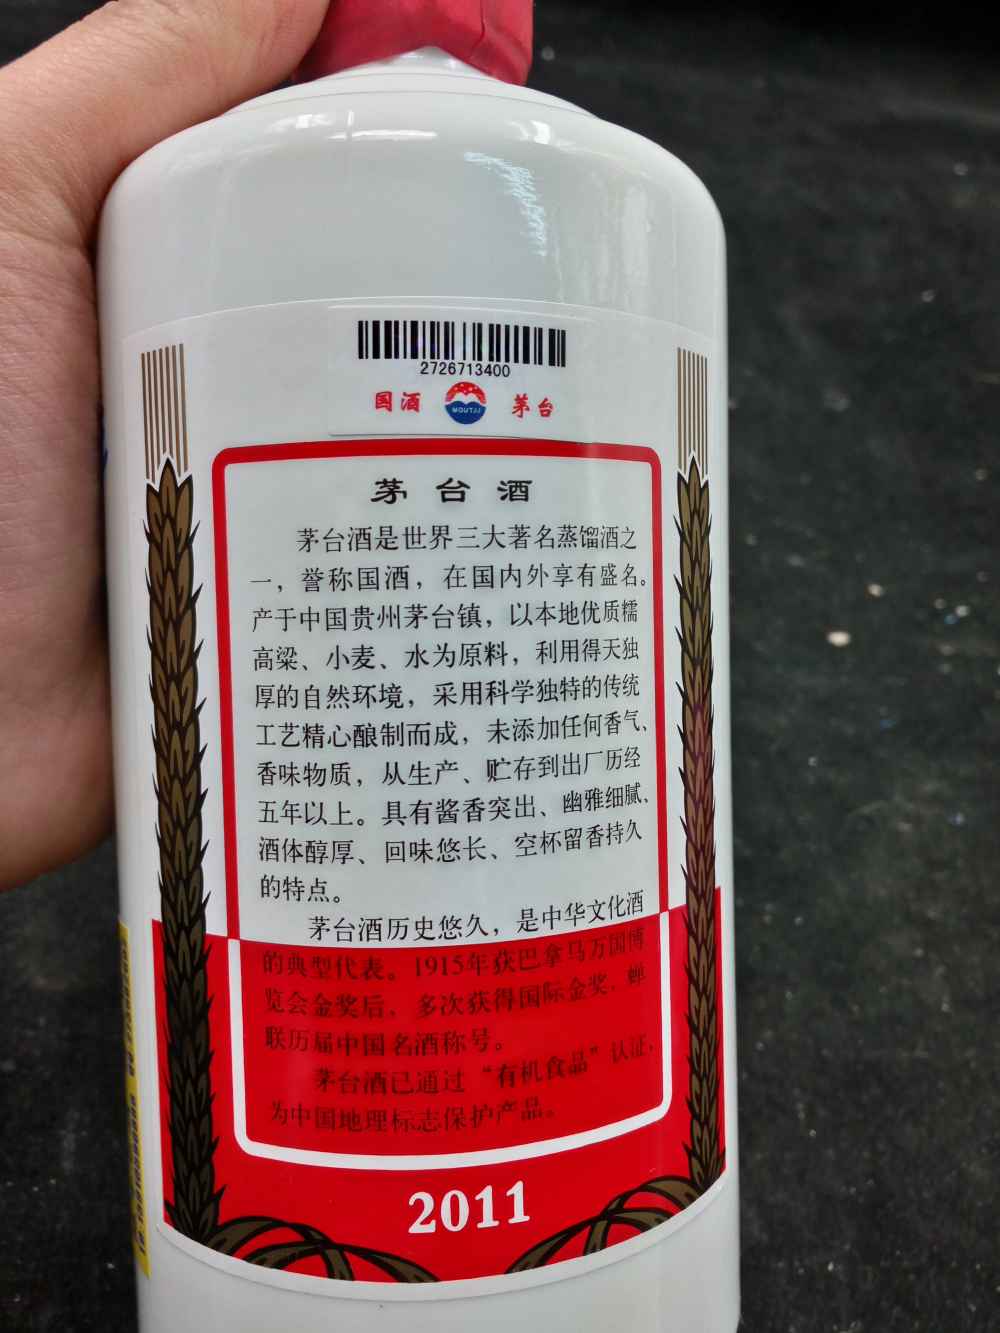 2726713400
国酒 MOUTAI 茅台
茅台酒
茅台酒是世界三大著名蒸馏酒之
一，誉称国酒，在国内外享有盛名。
产于中国贵州茅台镇，以本地优质糯
高粱、小麦、水为原料，利用得天独
厚的自然环境，采用科学独特的传统
工艺精心酿制而成，未添加任何香气、
香味物质，从生产、贮存到出厂历经
五年以上。具有酱香突出、幽雅细腻、
酒体醇厚、回味悠长、空杯留香持久
的特点。
茅台酒历史悠久，是中华文化酒
的典型代表。1915年获巴拿马万国博
览会金奖后，多次获得国际金奖，蝉
联历届中国名酒称号。
茅台酒已通过“有机食品”认证，
为中国地理标志保护产品。
2011